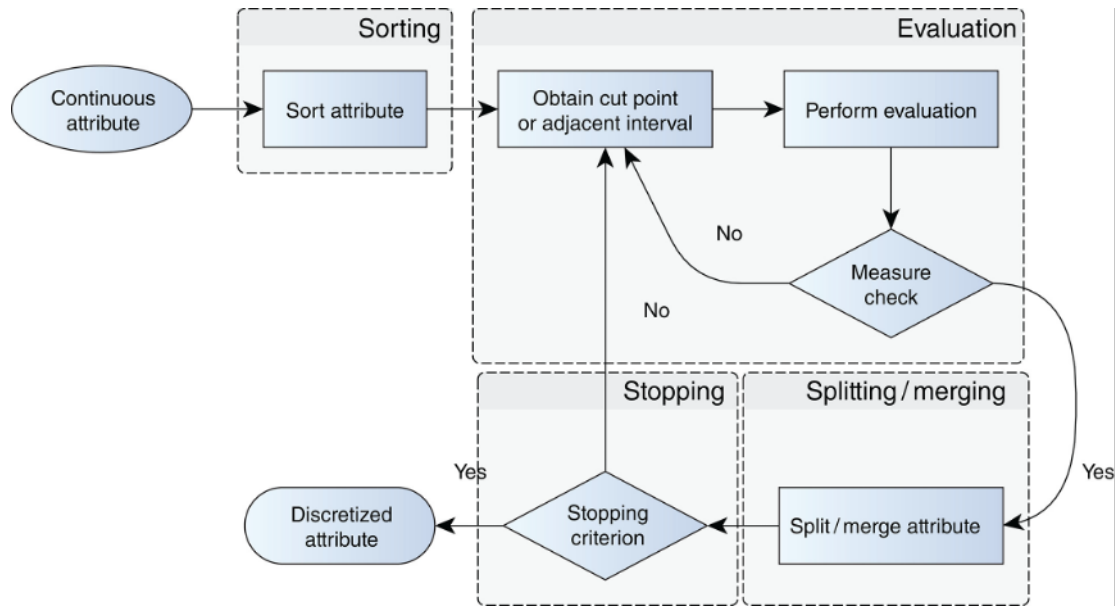 Sorting
Evaluation
Continuous
attribute
Sort attribute
Obtain cut point
or adjacent interval
Perform evaluation
No
Measure
check
No
Stopping
Splitting / merging
Yes
Yes
Discretized
attribute
Stopping
criterion
Split / merge attribute